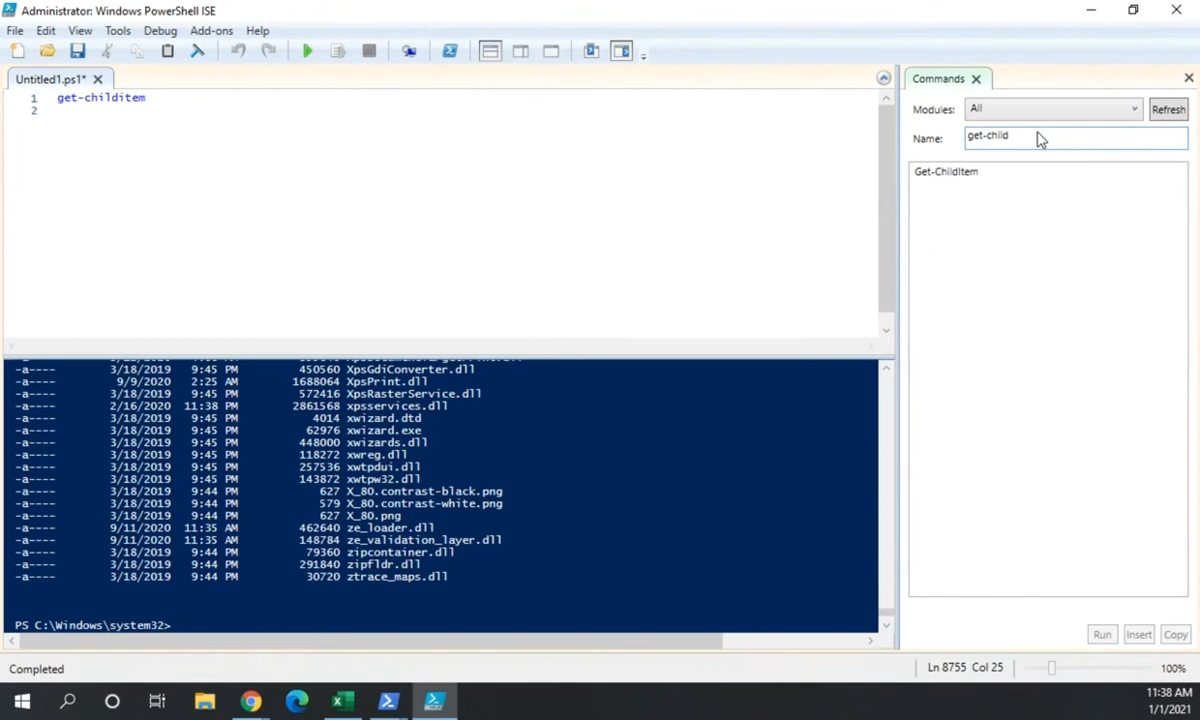 Administrator: Windows PowerShell ISE
File Edit View Tools Debug Add-ons Help
Untitled1.ps1*
1 get-childitem
2
-a---- 3/18/2019 9:45 PM 450560 XpsGdiConverter.dll
-a---- 9/9/2020 2:25 AM 1688064 XpsPrint.dll
-a---- 3/18/2019 9:45 PM 572416 XpsRasterService.dll
-a---- 2/16/2020 11:38 PM 2861568 xpsservices.dll
-a---- 3/18/2019 9:45 PM 4014 xwizard.dtd
-a---- 3/18/2019 9:45 PM 62976 xwizard.exe
-a---- 3/18/2019 9:45 PM 448000 xwizards.dll
-a---- 3/18/2019 9:45 PM 118272 xwreg.dll
-a---- 3/18/2019 9:45 PM 257536 xwtpdui.dll
-a---- 3/18/2019 9:45 PM 143872 xwtpw32.dll
-a---- 3/18/2019 9:44 PM 627 X_80.contrast-black.png
-a---- 3/18/2019 9:44 PM 579 X_80.contrast-white.png
-a---- 3/18/2019 9:44 PM 627 X_80.png
-a---- 9/11/2020 11:35 AM 462640 ze_loader.dll
-a---- 9/11/2020 11:35 AM 148784 ze_validation_layer.dll
-a---- 3/18/2019 9:44 PM 79360 zipcontainer.dll
-a---- 3/18/2019 9:44 PM 291840 zipfldr.dll
-a---- 3/18/2019 9:44 PM 30720 ztrace_maps.dll
PS C:\Windows\system32>
Commands
Modules: All Refresh
Name: get-child
Get-ChildItem
Run Insert Copy
Completed
Ln 8755 Col 25
100%
11:38 AM
1/1/2021